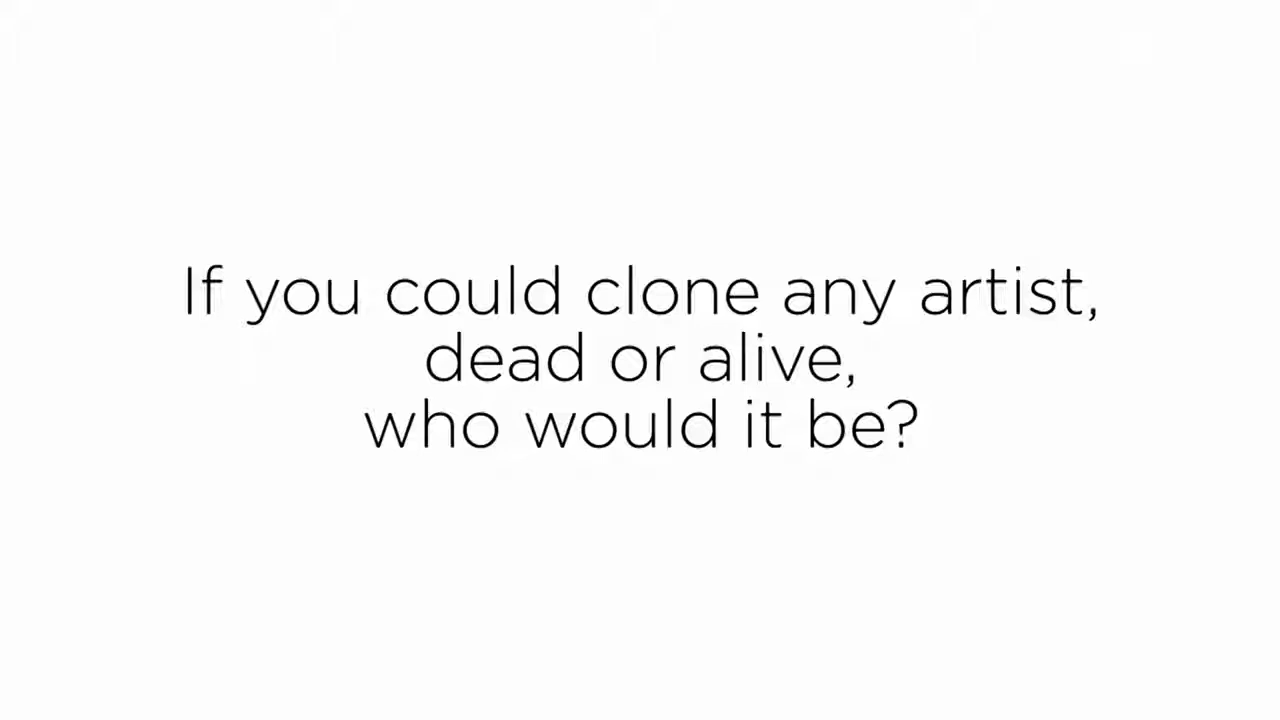 If you could clone any artist,
dead or alive,
who would it be?